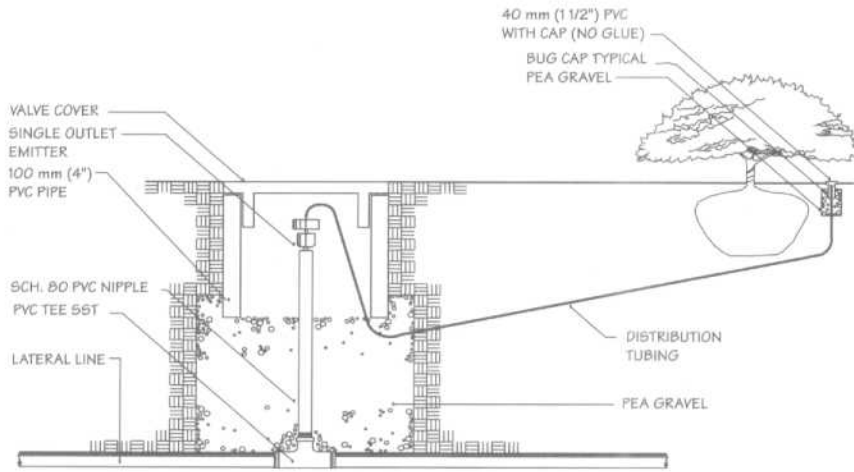 40 mm (1 1/2") PVC
WITH CAP (NO GLUE)
BUG CAP TYPICAL
PEA GRAVEL
VALVE COVER
SINGLE OUTLET
EMITTER
100 mm (4")
PVC PIPE
SCH. 80 PVC NIPPLE
PVC TEE SST
LATERAL LINE
DISTRIBUTION
TUBING
PEA GRAVEL